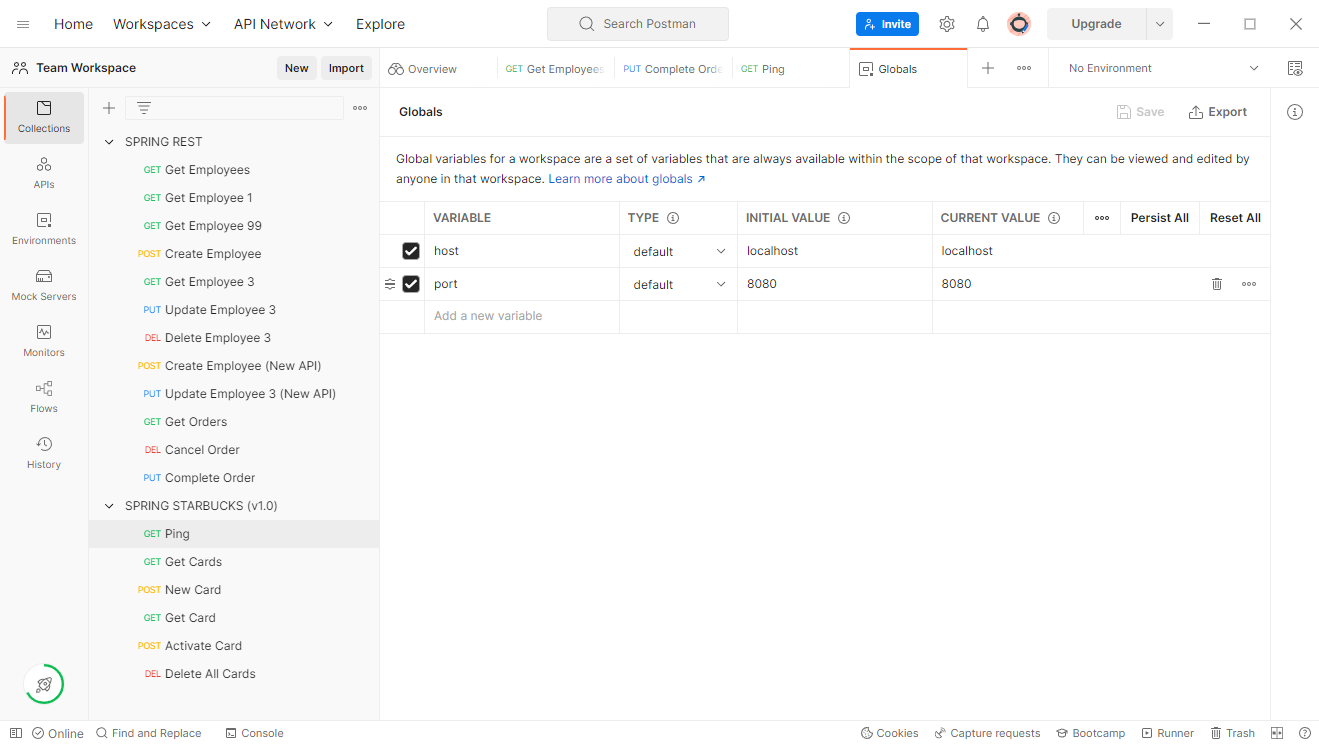 Home Workspaces API Network Explore Search Postman Invite Upgrade
Team Workspace New Import Overview GET Get Employees PUT Complete Orde GET Ping Globals No Environment
Collections
APIs
Environments
Mock Servers
Monitors
Flows
History
SPRING REST
GET Get Employees
GET Get Employee 1
GET Get Employee 99
POST Create Employee
GET Get Employee 3
PUT Update Employee 3
DEL Delete Employee 3
POST Create Employee (New API)
PUT Update Employee 3 (New API)
GET Get Orders
DEL Cancel Order
PUT Complete Order
SPRING STARBUCKS (v1.0)
GET Ping
GET Get Cards
POST New Card
GET Get Card
POST Activate Card
DEL Delete All Cards
Globals Save Export
Global variables for a workspace are a set of variables that are always available within the scope of that workspace. They can be viewed and edited by
anyone in that workspace. Learn more about globals ↗
VARIABLE TYPE INITIAL VALUE CURRENT VALUE Persist All Reset All
host default localhost localhost
port default 8080 8080
Add a new variable
Online Find and Replace Console Cookies Capture requests Bootcamp Runner Trash